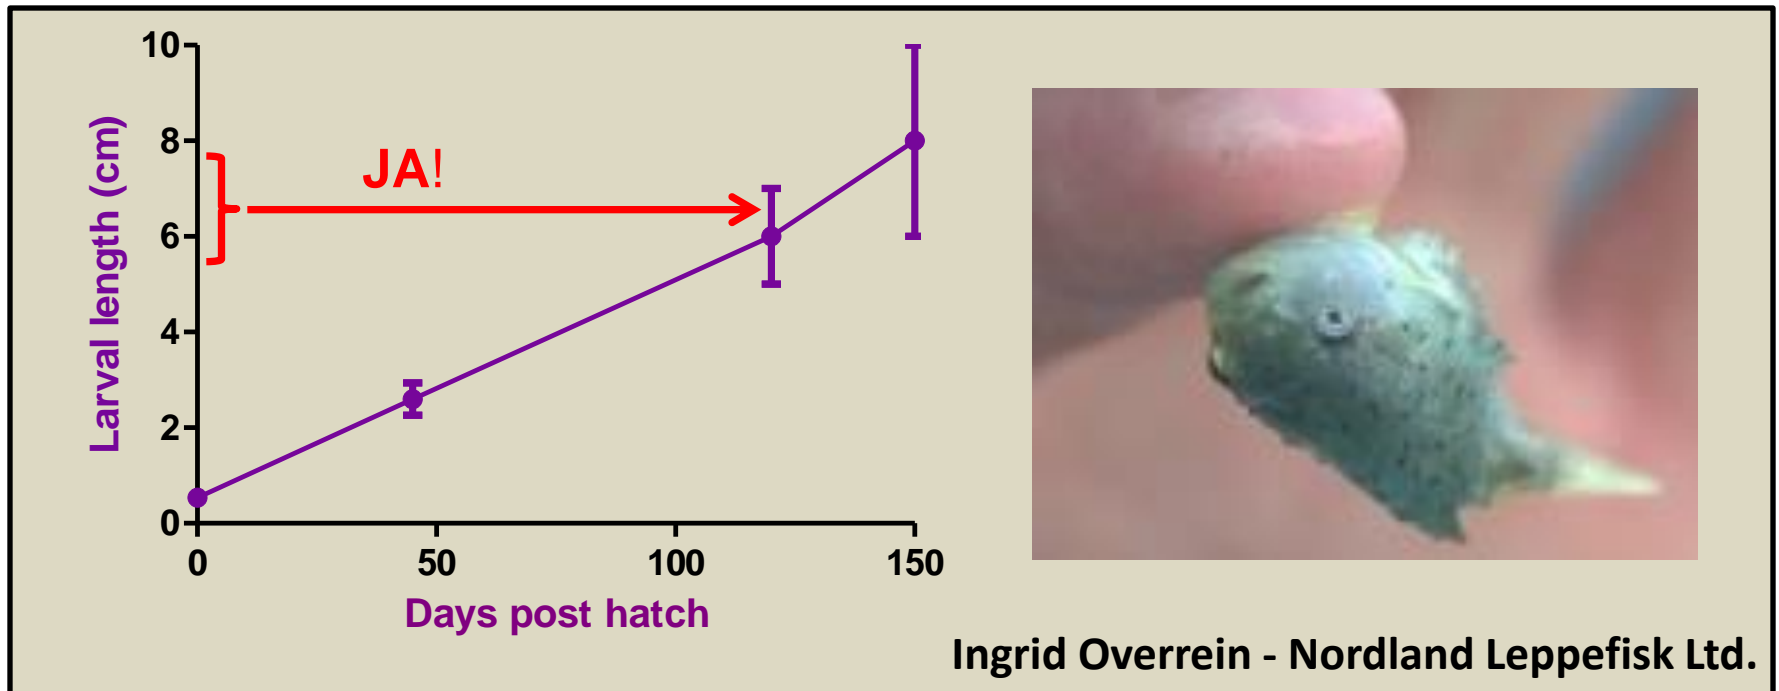 10
8
6
4
2
0
Larval length (cm)
JA!
0 50 100 150
Days post hatch
Ingrid Overrein - Nordland Leppefisk Ltd.